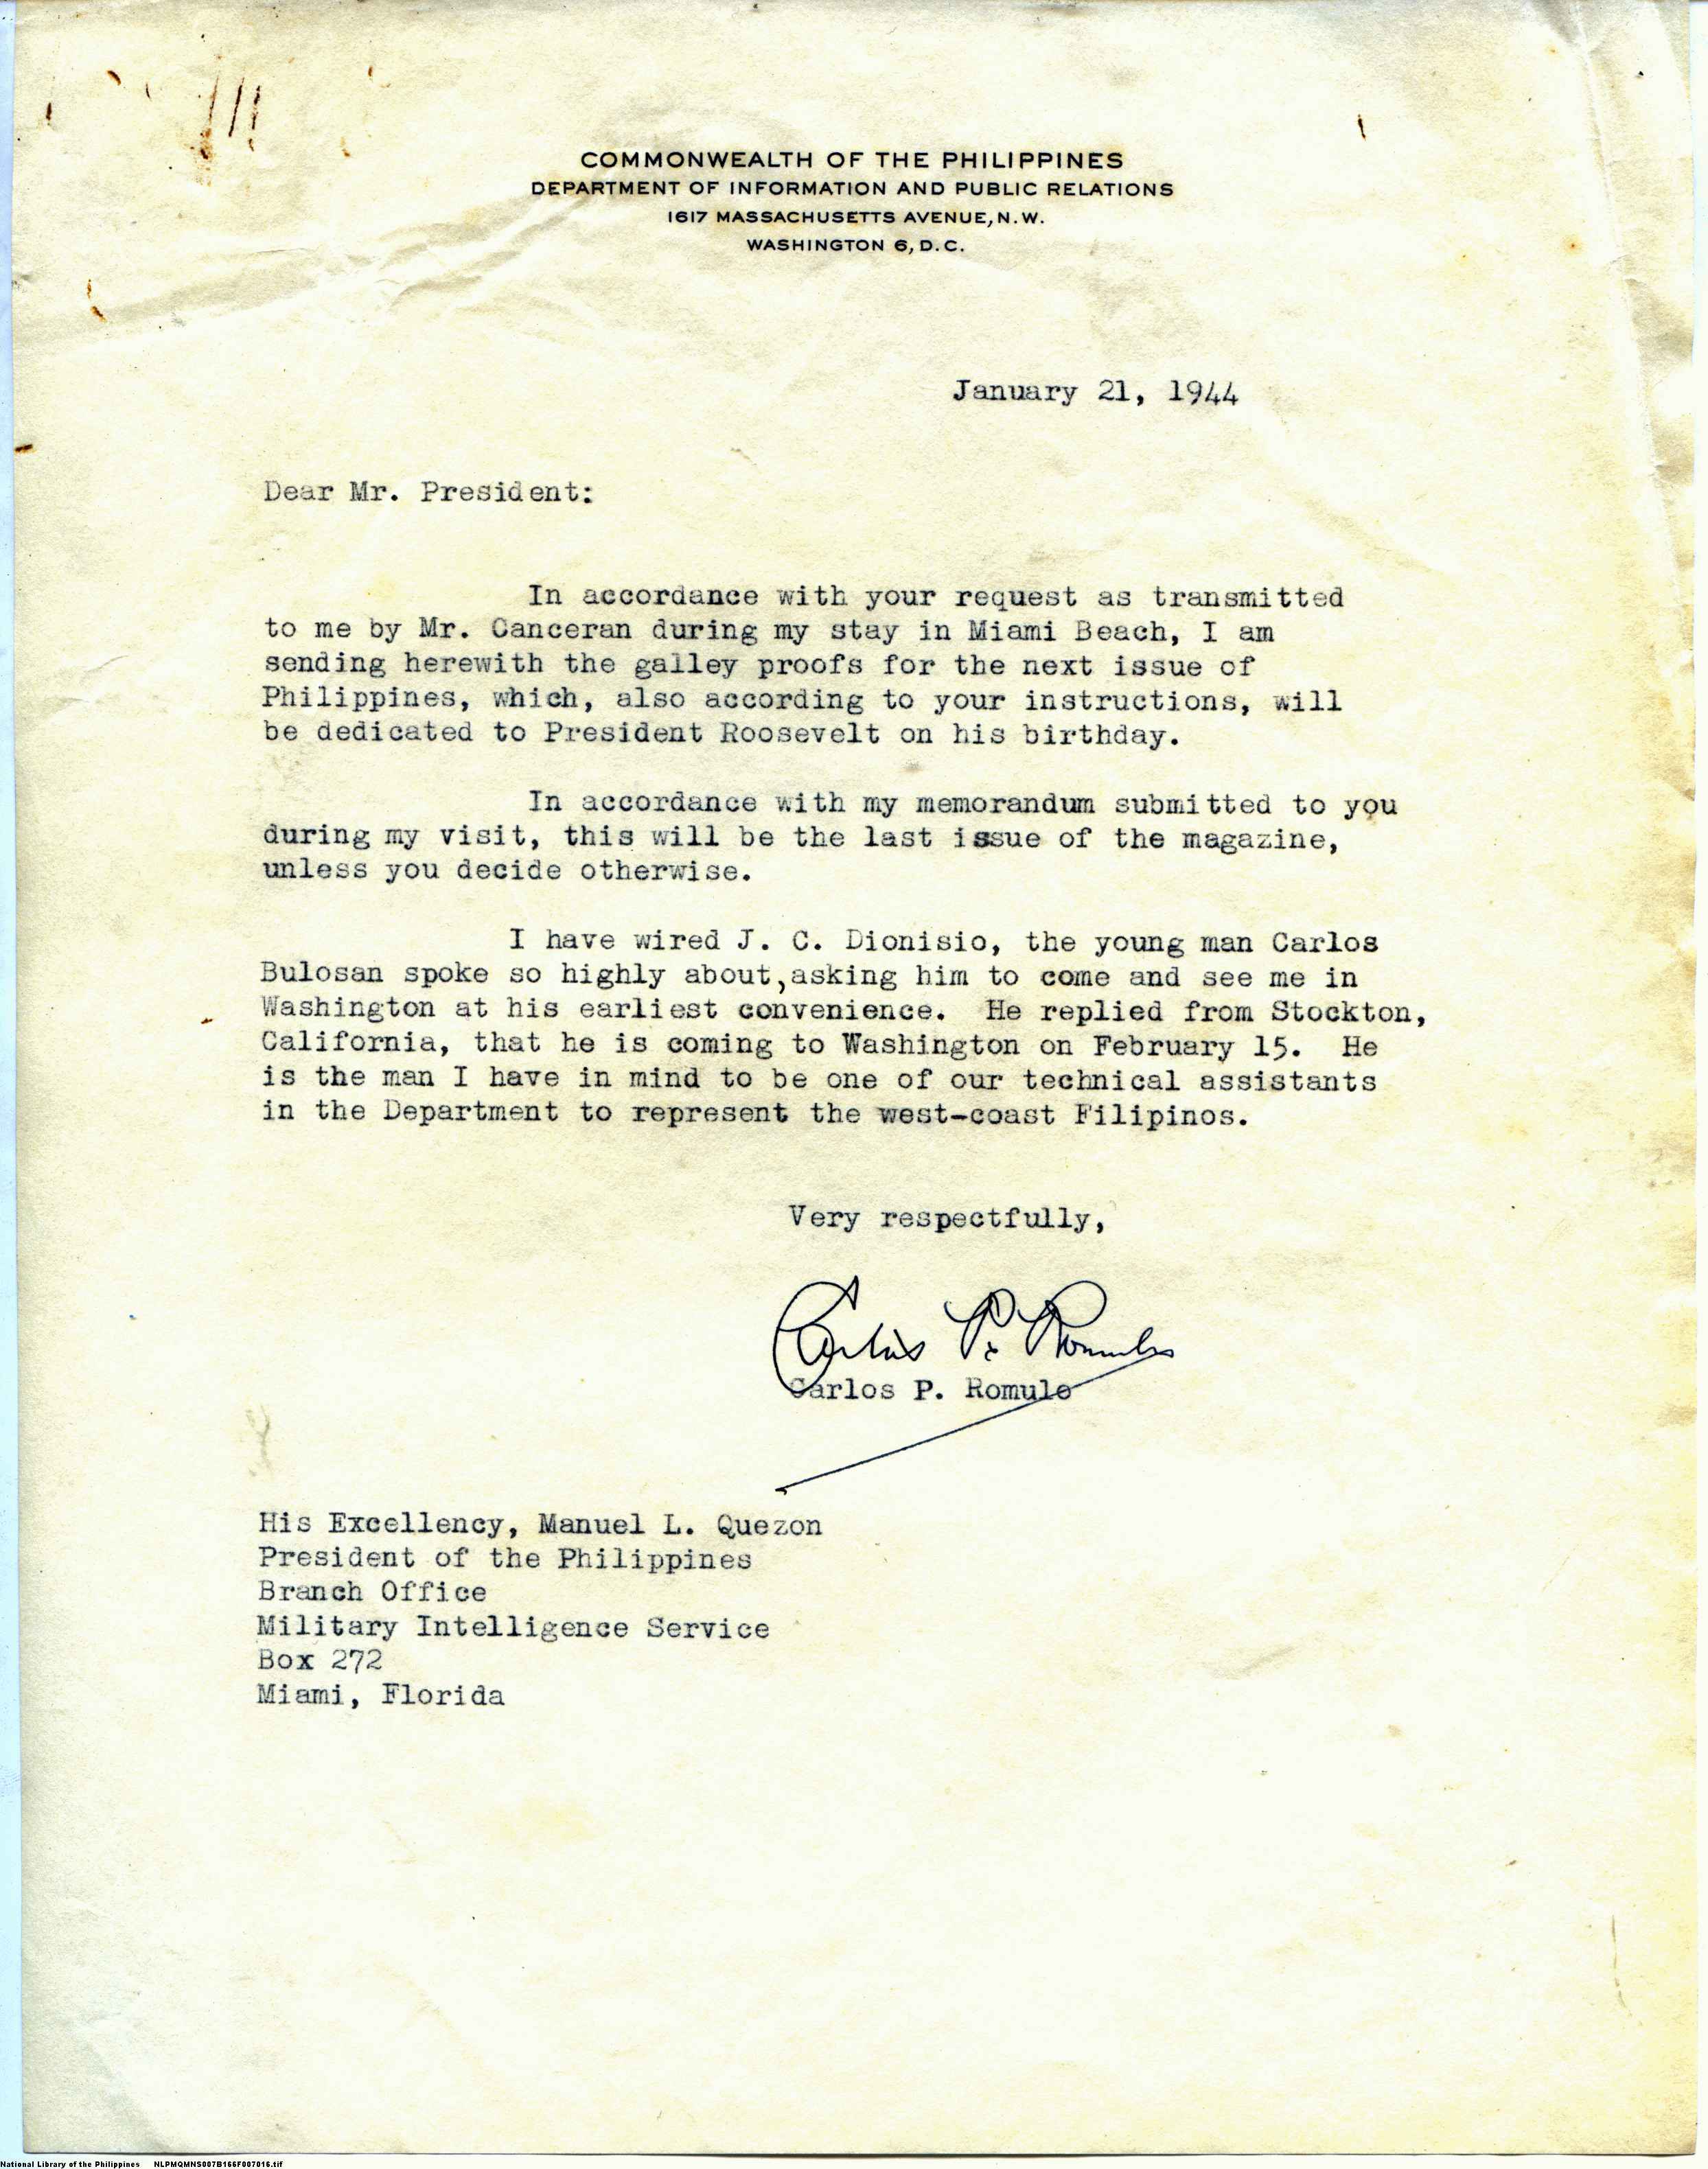 COMMONWEALTH OF THE PHILIPPINES
DEPARTMENT OF INFORMATION AND PUBLIC RELATIONS
1617 MASSACHUSETTS AVENUE, N. W.
WASHINGTON 6, D. C.
January 21, 1944
Dear Mr. President:
In accordance with your request as transmitted
to me by Mr. Canceran during my stay in Miami Beach, I am
sending herewith the galley proofs for the next issue of
Philippines, which, also according to your instructions, will
be dedicated to President Roosevelt on his birthday.
In accordance with my memorandum submitted to you
during my visit, this will be the last issue of the magazine,
unless you decide otherwise.
I have wired J. C. Dionisio, the young man Carlos
Bulosan spoke so highly about, asking him to come and see me in
Washington at his earliest convenience. He replied from Stockton,
California, that he is coming to Washington on February 15. He
is the man I have in mind to be one of our technical assistants
in the Department to represent the west-coast Filipinos.
Very respectfully,
Carlos P. Romulo
Carlos P. Romulo
His Excellency, Manuel L. Quezon
President of the Philippines
Branch Office
Military Intelligence Service
Box 272
Miami, Florida
National Library of the Philippines NLPMQMNS007B166F007016.tif